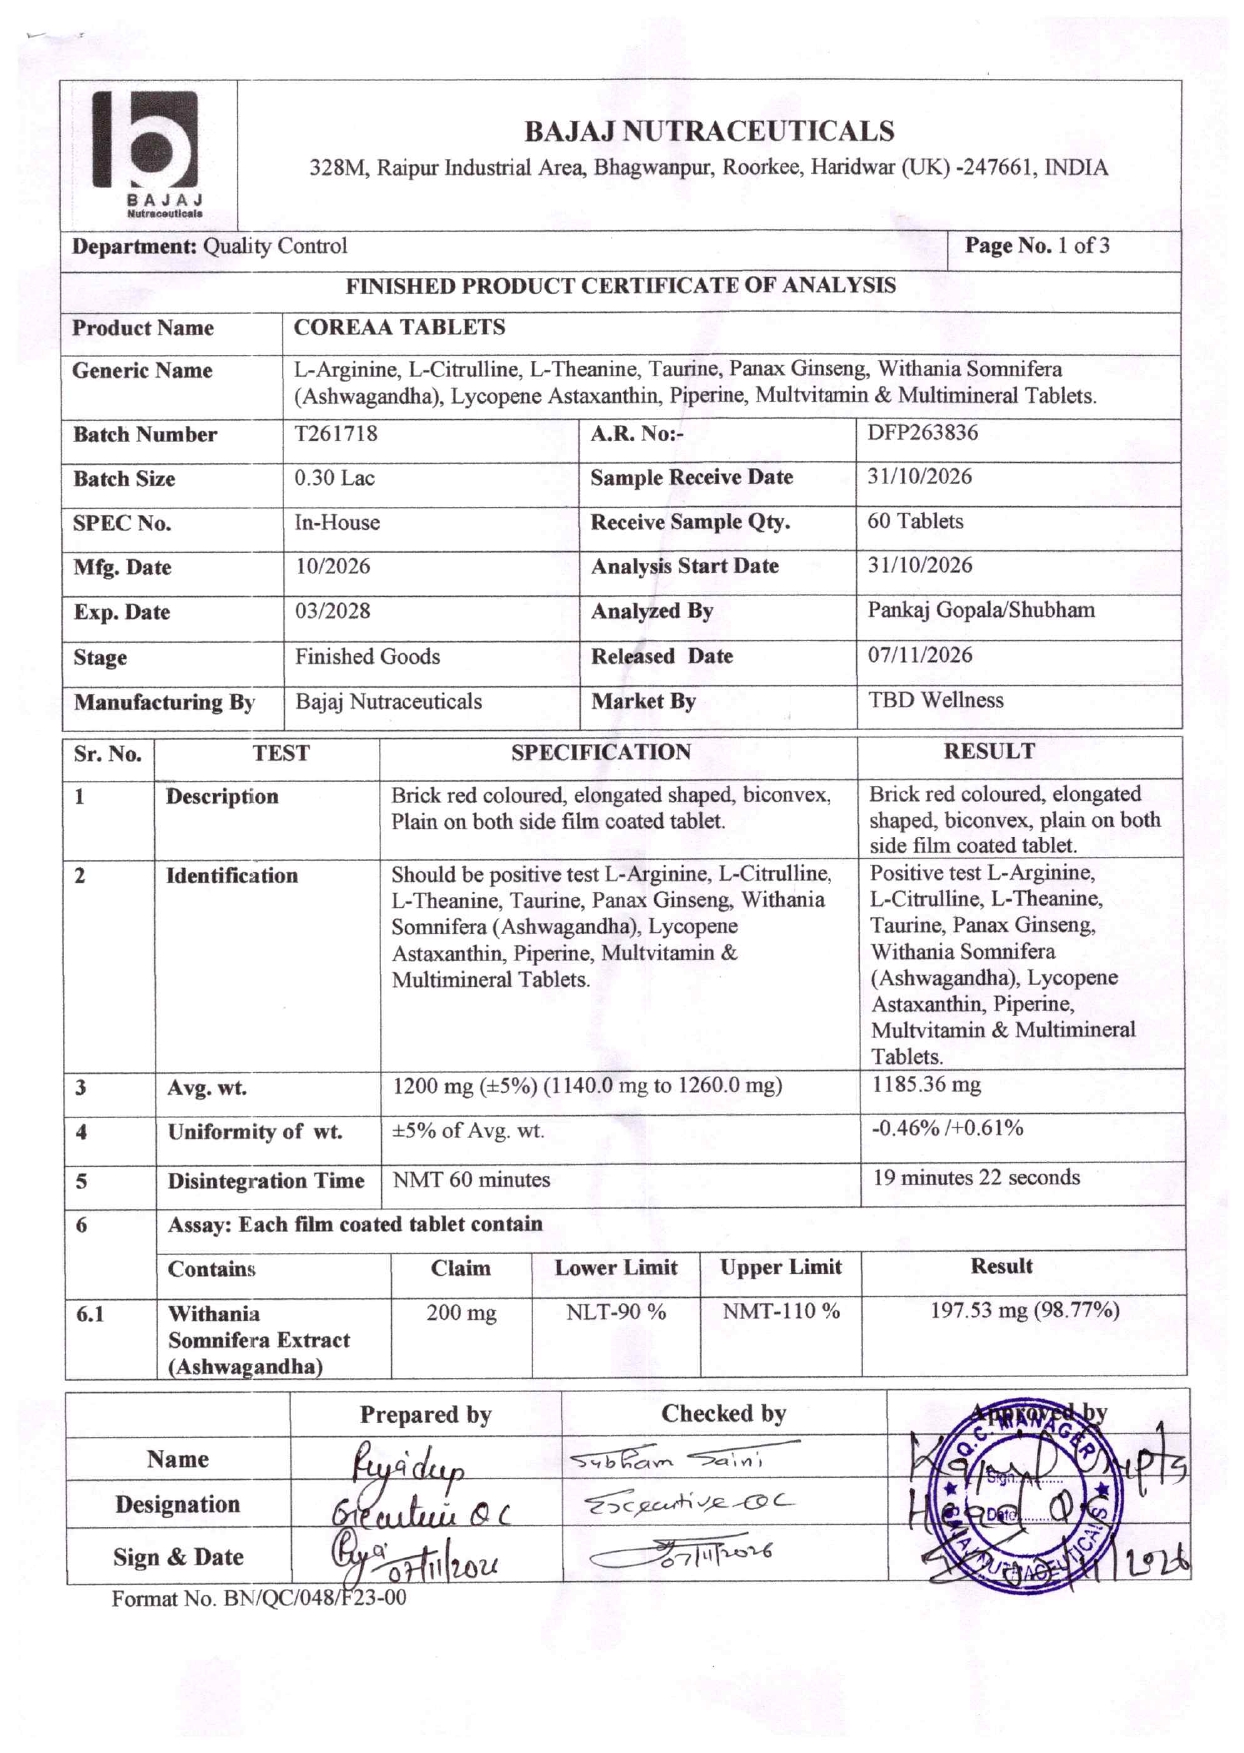 BAJAJ
Nutraceuticals
BAJAJ NUTRACEUTICALS
328M, Raipur Industrial Area, Bhagwanpur, Roorkee, Haridwar (UK) -247661, INDIA
Department: Quality Control
Page No. 1 of 3
FINISHED PRODUCT CERTIFICATE OF ANALYSIS
Product Name COREAA TABLETS
Generic Name L-Arginine, L-Citrulline, L-Theanine, Taurine, Panax Ginseng, Withania Somnifera
(Ashwagandha), Lycopene Astaxanthin, Piperine, Multvitamin & Multimineral Tablets.
Batch Number T261718 A.R. No:- DFP263836
Batch Size 0.30 Lac Sample Receive Date 31/10/2026
SPEC No. In-House Receive Sample Qty. 60 Tablets
Mfg. Date 10/2026 Analysis Start Date 31/10/2026
Exp. Date 03/2028 Analyzed By Pankaj Gopala/Shubham
Stage Finished Goods Released Date 07/11/2026
Manufacturing By Bajaj Nutraceuticals Market By TBD Wellness
Sr. No. TEST SPECIFICATION RESULT
1 Description
Brick red coloured, elongated shaped, biconvex,
Plain on both side film coated tablet.
Brick red coloured, elongated
shaped, biconvex, plain on both
side film coated tablet.
2 Identification
Should be positive test L-Arginine, L-Citrulline,
L-Theanine, Taurine, Panax Ginseng, Withania
Somnifera (Ashwagandha), Lycopene
Astaxanthin, Piperine, Multvitamin &
Multimineral Tablets.
Positive test L-Arginine,
L-Citrulline, L-Theanine,
Taurine, Panax Ginseng,
Withania Somnifera
(Ashwagandha), Lycopene
Astaxanthin, Piperine,
Multvitamin & Multimineral
Tablets.
3 Avg. wt. 1200 mg (±5%) (1140.0 mg to 1260.0 mg) 1185.36 mg
4 Uniformity of wt. ±5% of Avg. wt. -0.46% /+0.61%
5 Disintegration Time NMT 60 minutes 19 minutes 22 seconds
6 Assay: Each film coated tablet contain
Contains Claim Lower Limit Upper Limit Result
6.1 Withania
Somnifera Extract
(Ashwagandha)
200 mg NLT-90 % NMT-110 % 197.53 mg (98.77%)
Prepared by Checked by Approved by
Name Subham Saini
Designation Executive QC Executive QC Head QC
Sign & Date 07/11/2026 07/11/2026 /11/2026
Q.C. MANAGER
Sign.........
Date.........
BAJAJ NUTRACEUTICALS
Format No. BN/QC/048/F23-00